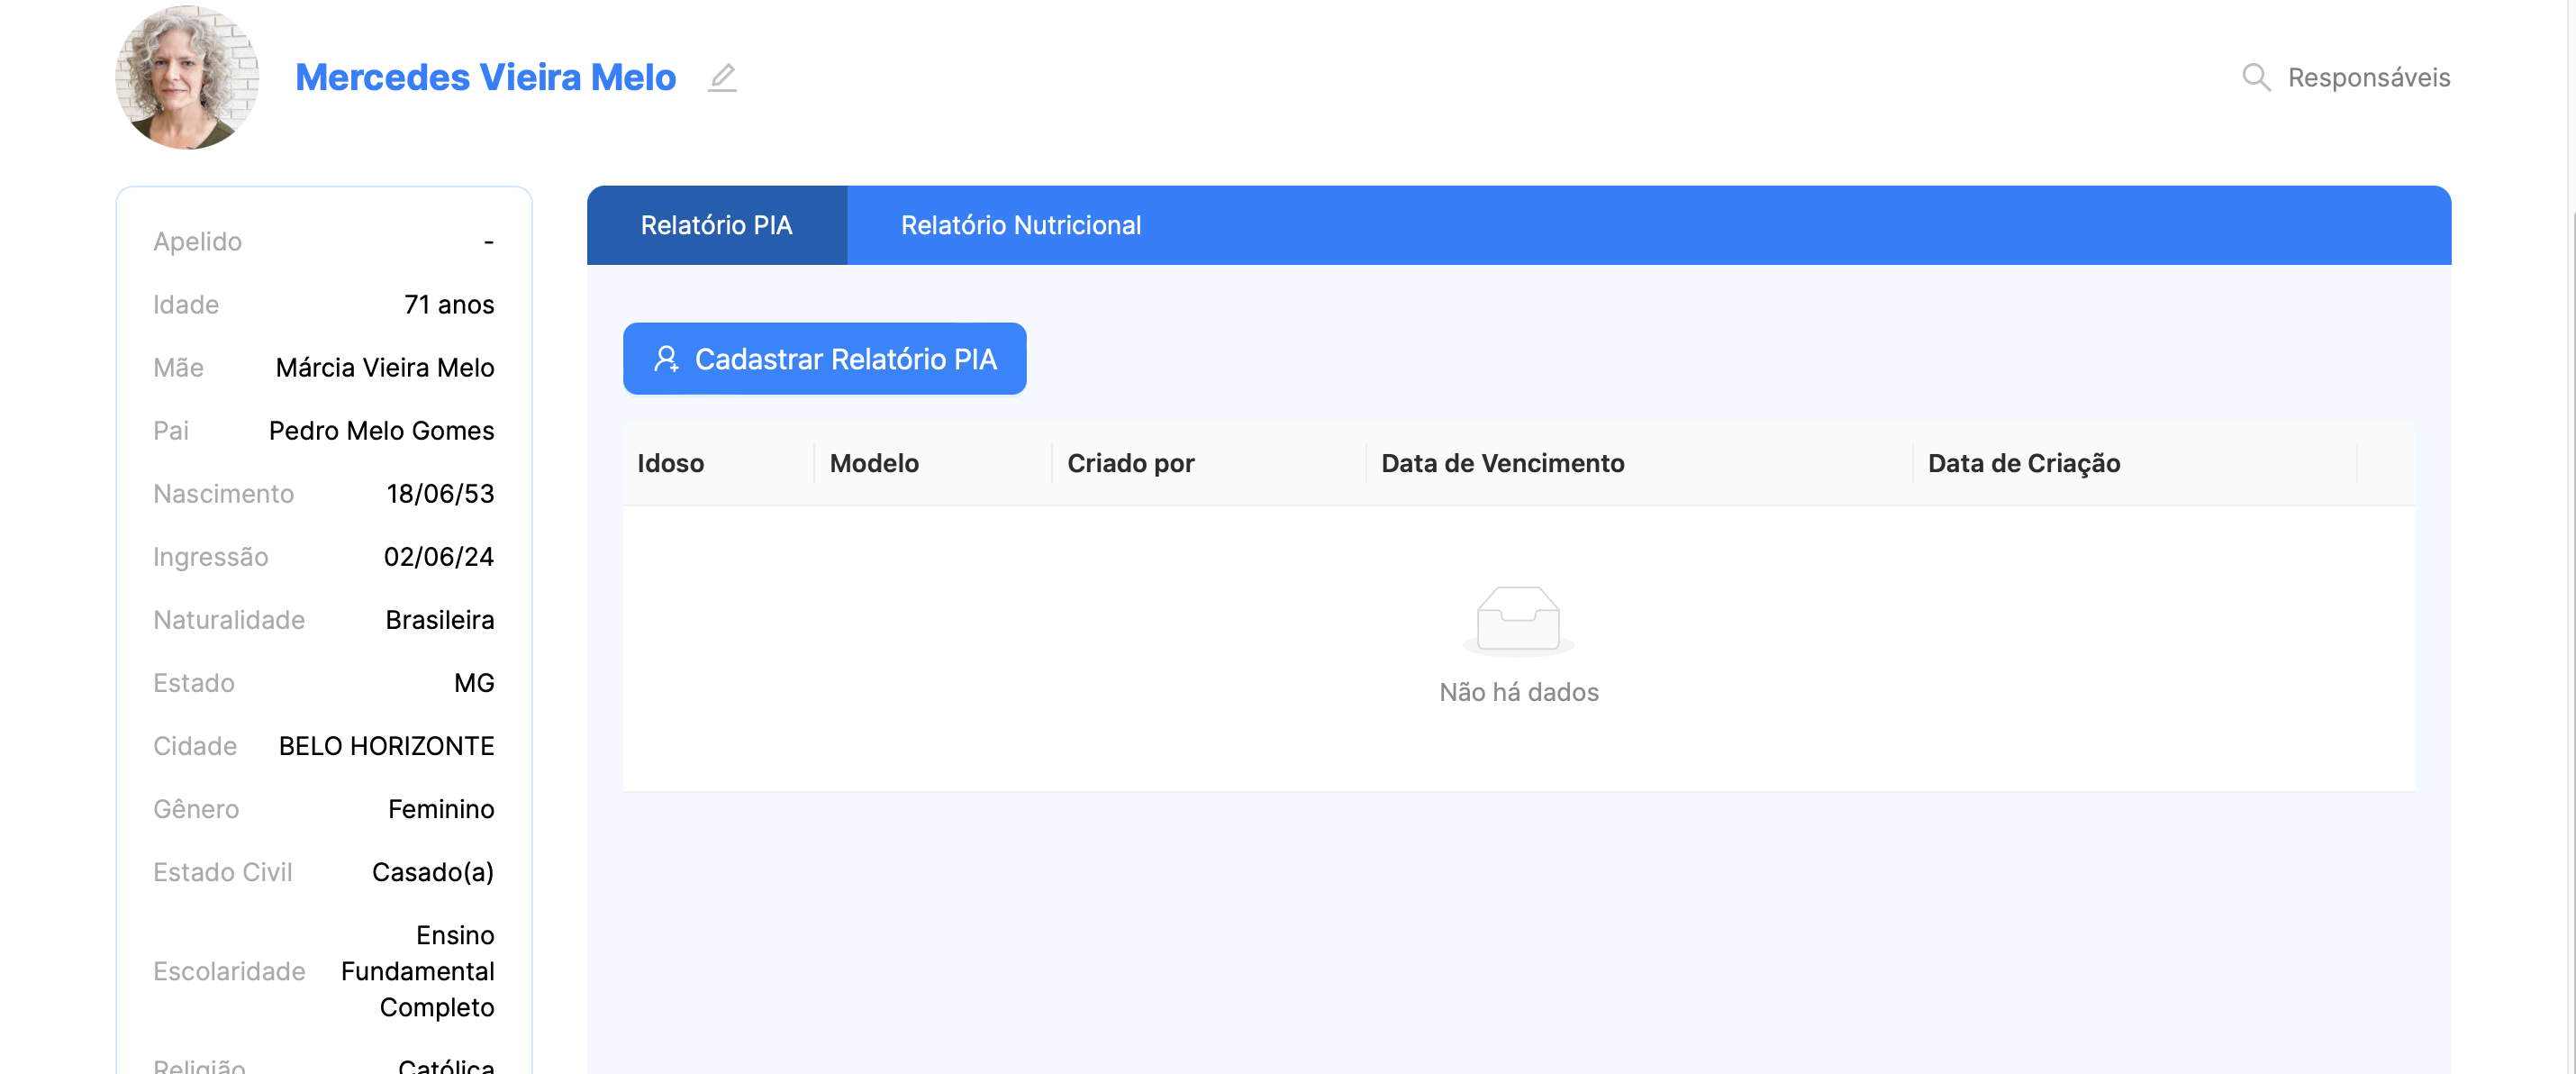 Mercedes Vieira Melo
Responsáveis
Apelido -
Idade 71 anos
Mãe Márcia Vieira Melo
Pai Pedro Melo Gomes
Nascimento 18/06/53
Ingressão 02/06/24
Naturalidade Brasileira
Estado MG
Cidade BELO HORIZONTE
Gênero Feminino
Estado Civil Casado(a)
Escolaridade Ensino
Fundamental
Completo
Religião Católica
Relatório PIA Relatório Nutricional
Cadastrar Relatório PIA
Idoso Modelo Criado por Data de Vencimento Data de Criação
Não há dados